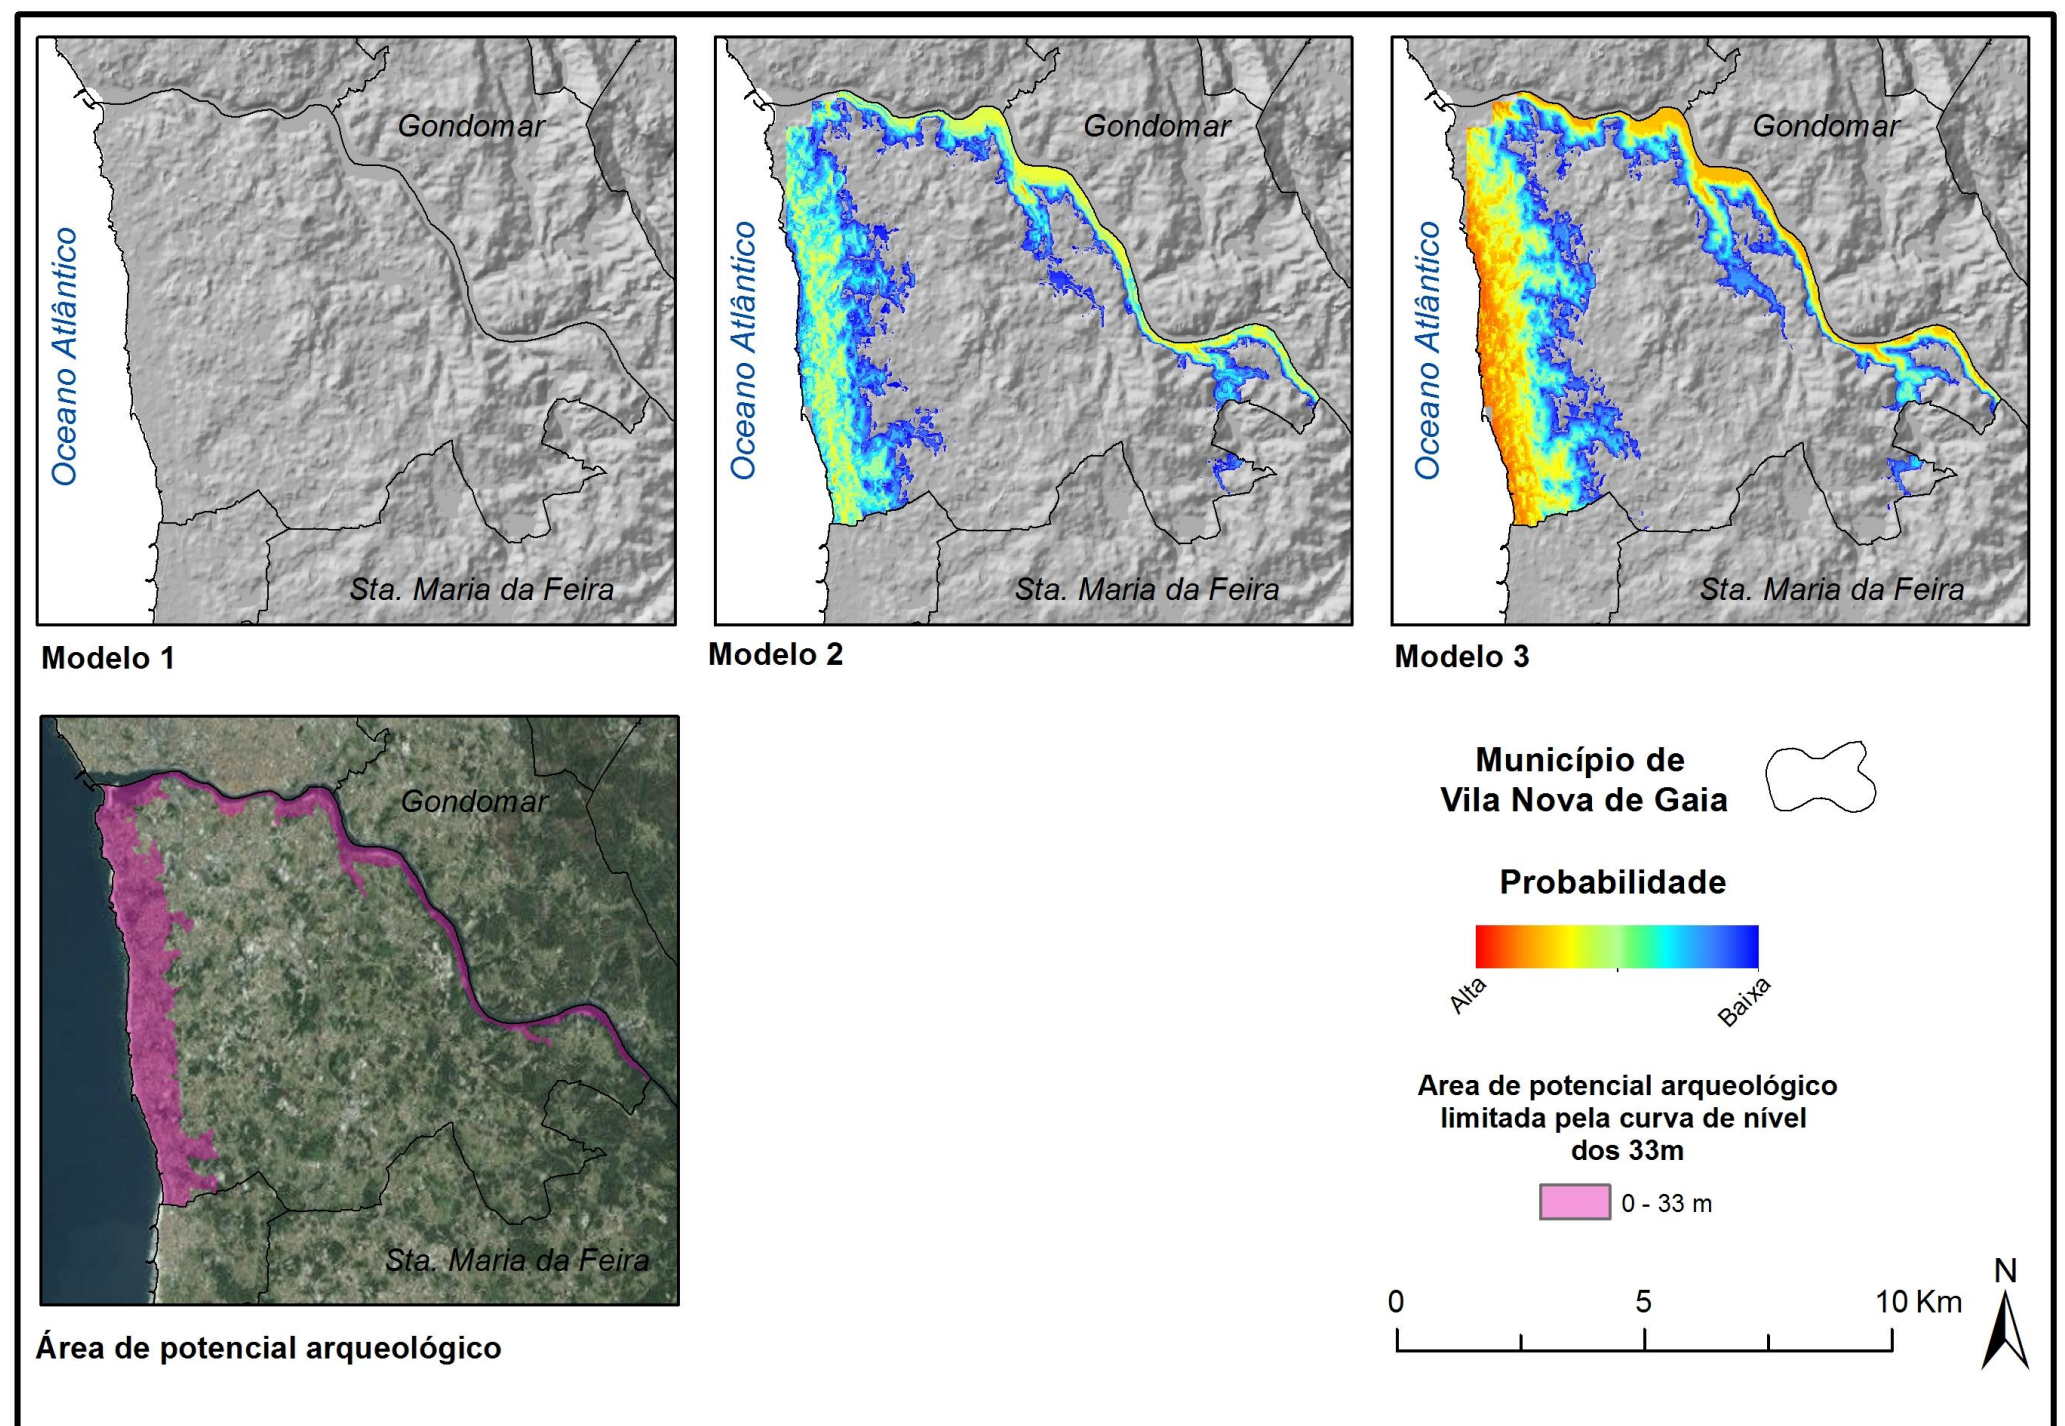 Gondomar
Oceano Atlântico
Sta. Maria da Feira
Modelo 1
Gondomar
Oceano Atlântico
Sta. Maria da Feira
Modelo 2
Gondomar
Oceano Atlântico
Sta. Maria da Feira
Modelo 3
Gondomar
Sta. Maria da Feira
Área de potencial arqueológico
Município de
Vila Nova de Gaia
Probabilidade
Alta
Baixa
Area de potencial arqueológico
limitada pela curva de nível
dos 33m
0 - 33 m
N
0 5 10 Km